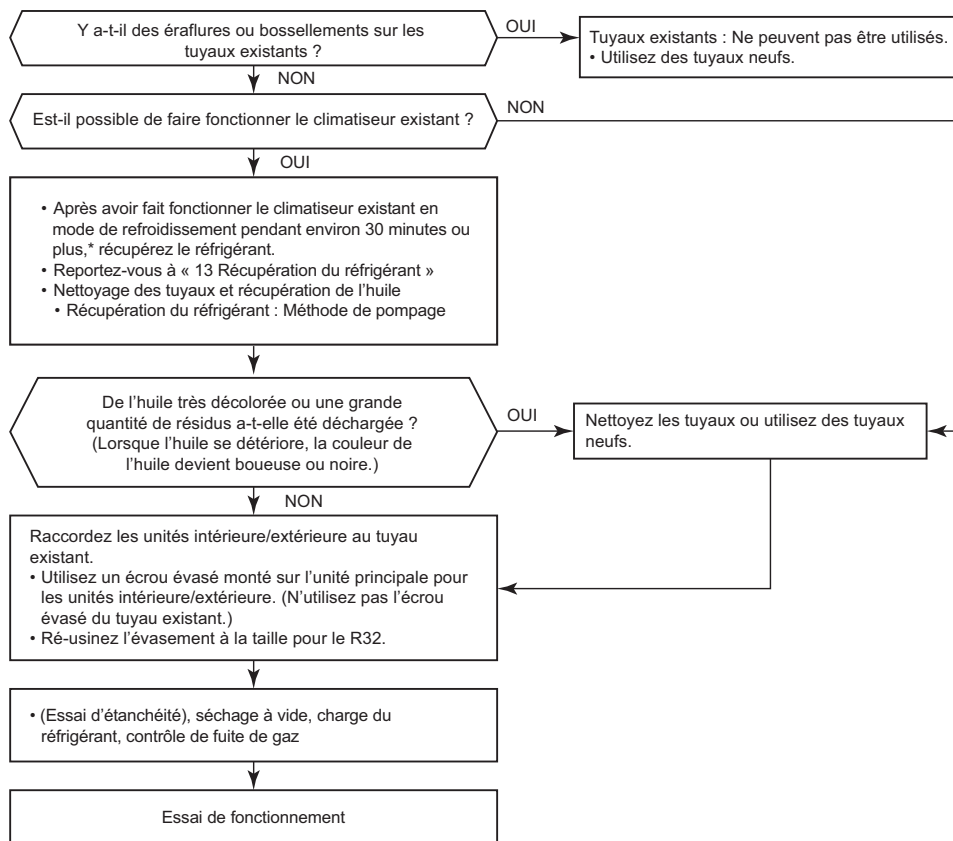 Y a-t-il des éraflures ou bossellements sur les
tuyaux existants ?
OUI
Tuyaux existants : Ne peuvent pas être utilisés.
• Utilisez des tuyaux neufs.
NON
Est-il possible de faire fonctionner le climatiseur existant ?
NON
OUI
• Après avoir fait fonctionner le climatiseur existant en
mode de refroidissement pendant environ 30 minutes ou
plus,* récupérez le réfrigérant.
• Reportez-vous à « 13 Récupération du réfrigérant »
• Nettoyage des tuyaux et récupération de l’huile
• Récupération du réfrigérant : Méthode de pompage
De l’huile très décolorée ou une grande
quantité de résidus a-t-elle été déchargée ?
(Lorsque l’huile se détériore, la couleur de
l’huile devient boueuse ou noire.)
OUI
Nettoyez les tuyaux ou utilisez des tuyaux
neufs.
NON
Raccordez les unités intérieure/extérieure au tuyau
existant.
• Utilisez un écrou évasé monté sur l’unité principale pour
les unités intérieure/extérieure. (N’utilisez pas l’écrou
évasé du tuyau existant.)
• Ré-usinez l’évasement à la taille pour le R32.
• (Essai d’étanchéité), séchage à vide, charge du
réfrigérant, contrôle de fuite de gaz
Essai de fonctionnement